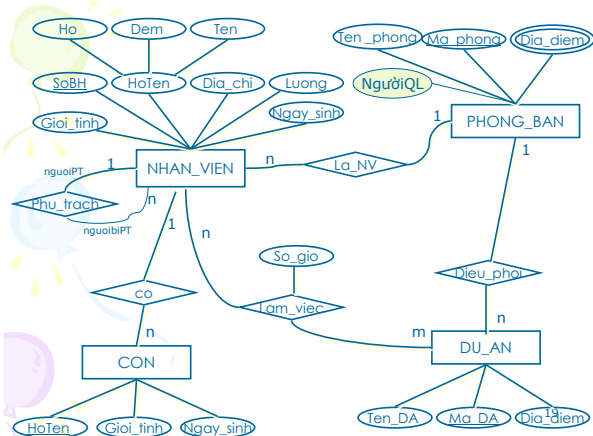 Ho
Dem
Ten
Ten _phong
Ma_phong
Dia_diem
SoBH
HoTen
Dia_chi
Luong
NgườiQL
Gioi_tinh
Ngay_sinh
PHONG_BAN
nguoiPT
1
NHAN_VIEN
n
La_NV
1
1
Phu_trach
n
nguoibiPT
1
n
So_gio
Dieu_phoi
co
Lam_viec
n
m
n
CON
DU_AN
HoTen
Gioi_tinh
Ngay_sinh
Ten_DA
Ma_DA
Dia_diem
19